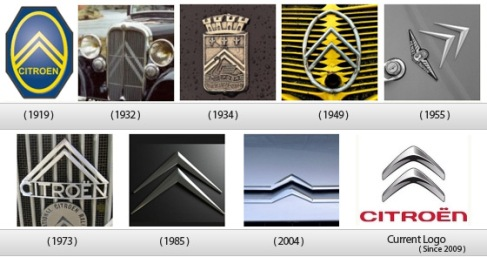 CITROËN
(1919)
(1932)
(1934)
(1949)
(1955)
CITROËN
(1973)
(1985)
(2004)
CITROËN
Current Logo
(Since 2009)